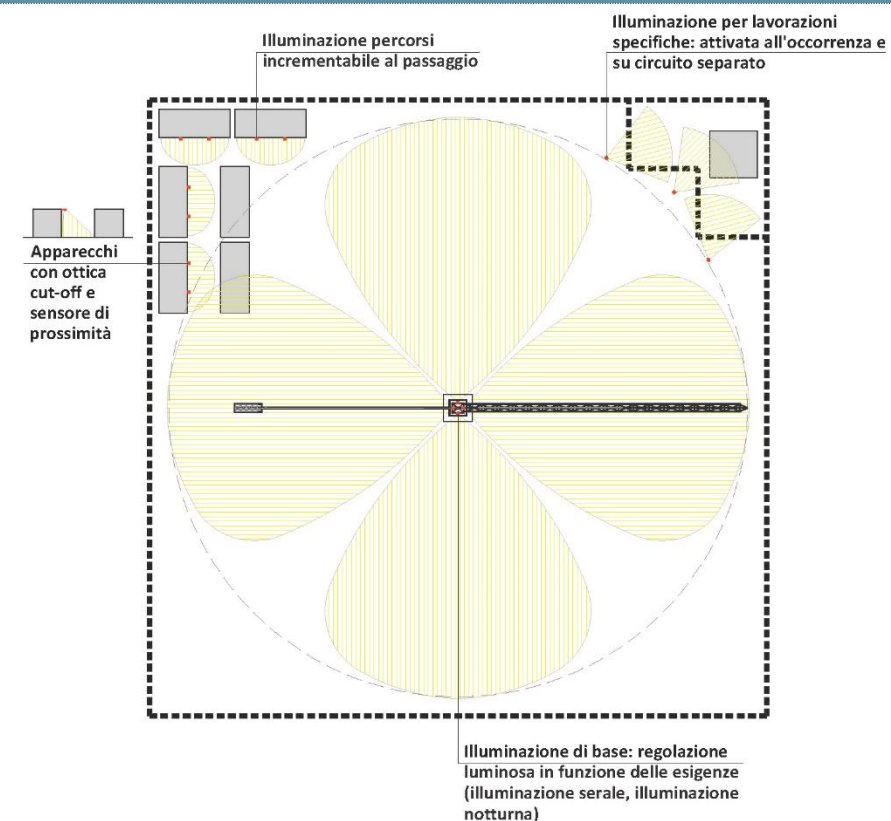 Illuminazione per lavorazioni
specifiche: attivata all'occorrenza e
su circuito separato
Illuminazione percorsi
incrementabile al passaggio
Apparecchi
con ottica
cut-off e
sensore di
prossimità
Illuminazione di base: regolazione
luminosa in funzione delle esigenze
(illuminazione serale, illuminazione
notturna)